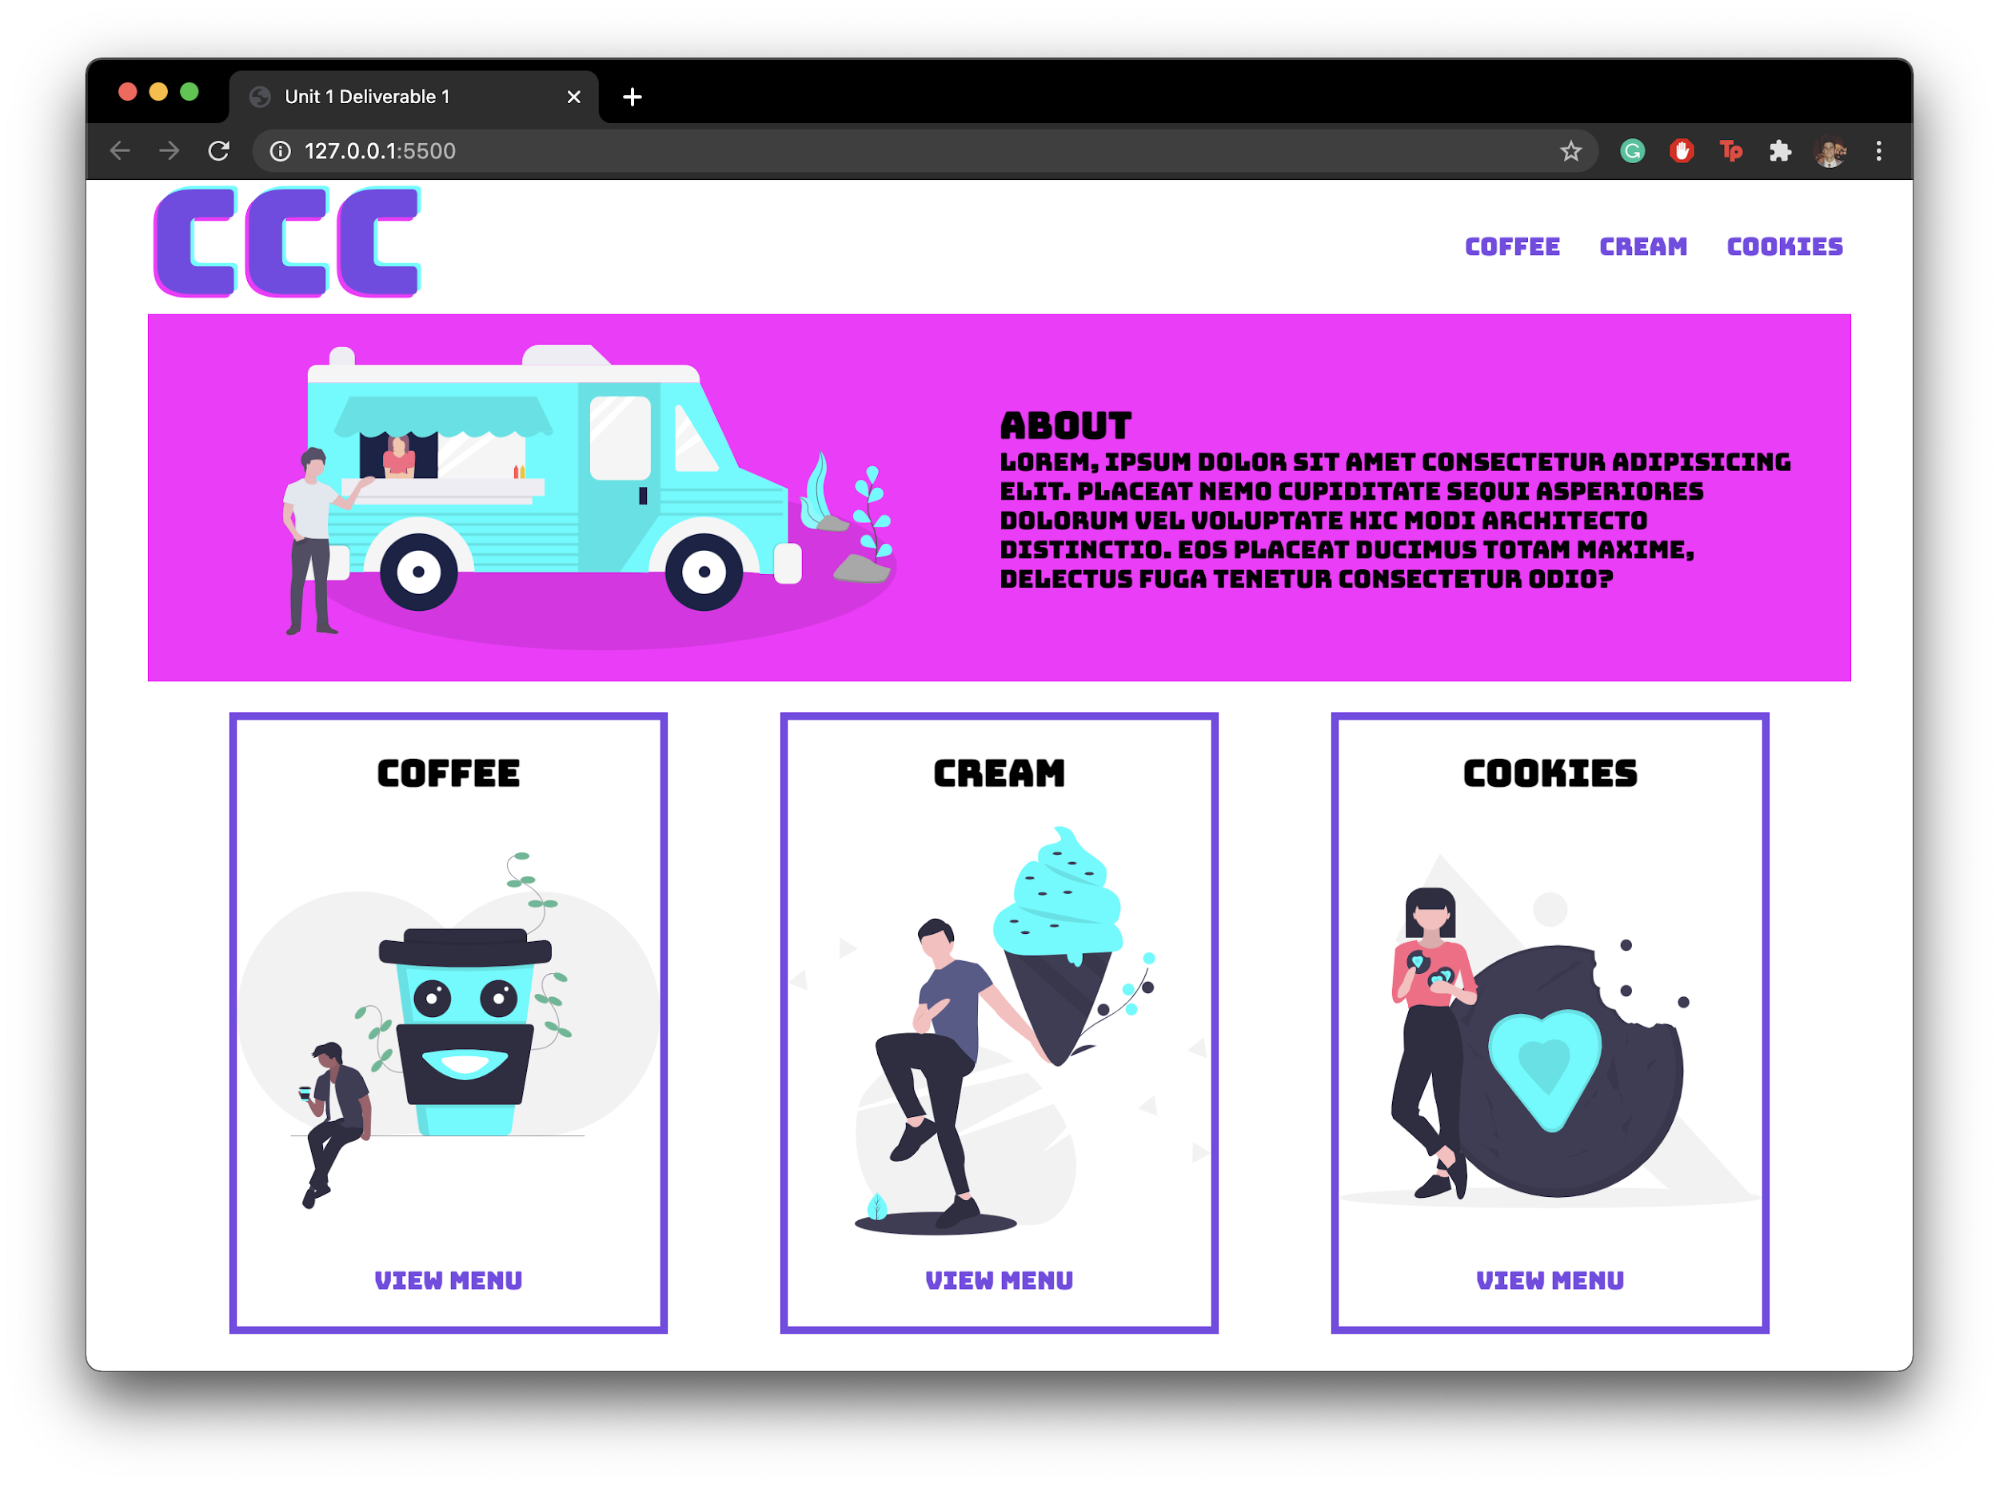 Unit 1 Deliverable 1
127.0.0.1:5500
G
Tp
CCC
COFFEE CREAM COOKIES
ABOUT
LOREM, IPSUM DOLOR SIT AMET CONSECTETUR ADIPISICING
ELIT. PLACEAT NEMO CUPIDITATE SEQUI ASPERIORES
DOLORUM VEL VOLUPTATE HIC MODI ARCHITECTO
DISTINCTIO. EOS PLACEAT DUCIMUS TOTAM MAXIME,
DELECTUS FUGA TENETUR CONSECTETUR ODIO?
COFFEE
CREAM
COOKIES
VIEW MENU
VIEW MENU
VIEW MENU